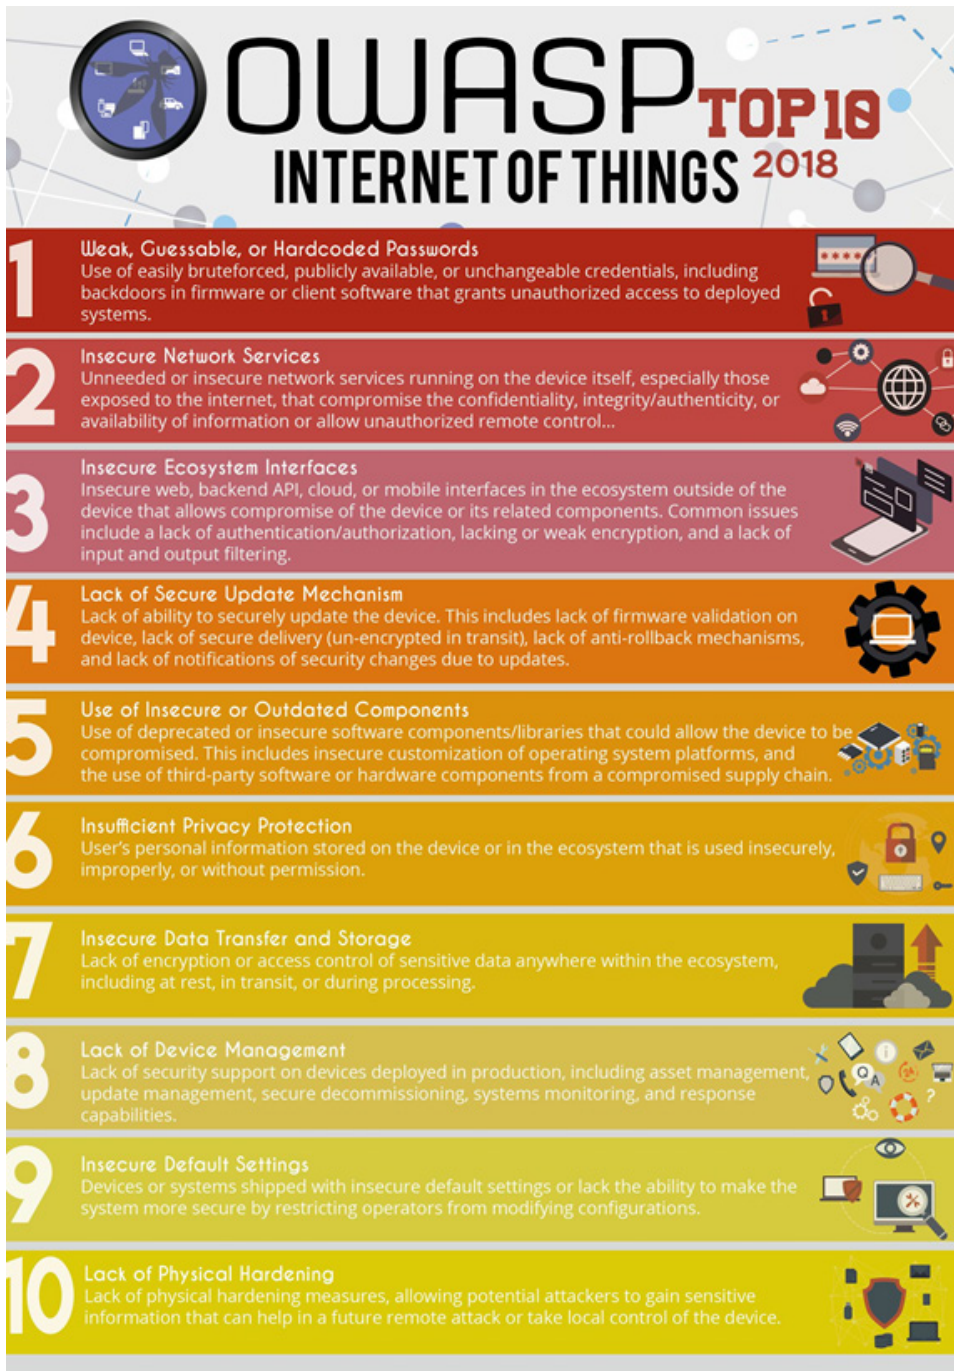 OWASP TOP 10
INTERNET OF THINGS 2018
1
Weak, Guessable, or Hardcoded Passwords
Use of easily bruteforced, publicly available, or unchangeable credentials, including
backdoors in firmware or client software that grants unauthorized access to deployed
systems.
2
Insecure Network Services
Unneeded or insecure network services running on the device itself, especially those
exposed to the internet, that compromise the confidentiality, integrity/authenticity, or
availability of information or allow unauthorized remote control...
3
Insecure Ecosystem Interfaces
Insecure web, backend API, cloud, or mobile interfaces in the ecosystem outside of the
device that allows compromise of the device or its related components. Common issues
include a lack of authentication/authorization, lacking or weak encryption, and a lack of
input and output filtering.
4
Lack of Secure Update Mechanism
Lack of ability to securely update the device. This includes lack of firmware validation on
device, lack of secure delivery (un-encrypted in transit), lack of anti-rollback mechanisms,
and lack of notifications of security changes due to updates.
5
Use of Insecure or Outdated Components
Use of deprecated or insecure software components/libraries that could allow the device to be
compromised. This includes insecure customization of operating system platforms, and
the use of third-party software or hardware components from a compromised supply chain.
6
Insufficient Privacy Protection
User's personal information stored on the device or in the ecosystem that is used insecurely,
improperly, or without permission.
7
Insecure Data Transfer and Storage
Lack of encryption or access control of sensitive data anywhere within the ecosystem,
including at rest, in transit, or during processing.
8
Lack of Device Management
Lack of security support on devices deployed in production, including asset management,
update management, secure decommissioning, systems monitoring, and response
capabilities.
Q A
?
9
Insecure Default Settings
Devices or systems shipped with insecure default settings or lack the ability to make the
system more secure by restricting operators from modifying configurations.
10
Lack of Physical Hardening
Lack of physical hardening measures, allowing potential attackers to gain sensitive
information that can help in a future remote attack or take local control of the device.